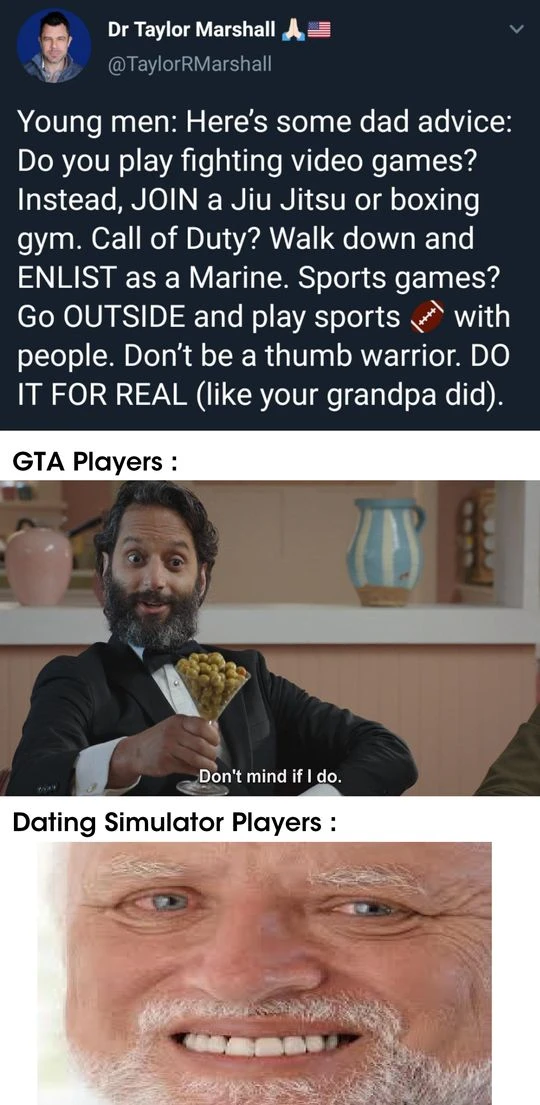 Dr Taylor Marshall 🙏🏻🇺🇸
@TaylorRMarshall
Young men: Here’s some dad advice:
Do you play fighting video games?
Instead, JOIN a Jiu Jitsu or boxing
gym. Call of Duty? Walk down and
ENLIST as a Marine. Sports games?
Go OUTSIDE and play sports 🏈 with
people. Don’t be a thumb warrior. DO
IT FOR REAL (like your grandpa did).
GTA Players :
Don't mind if I do.
Dating Simulator Players :